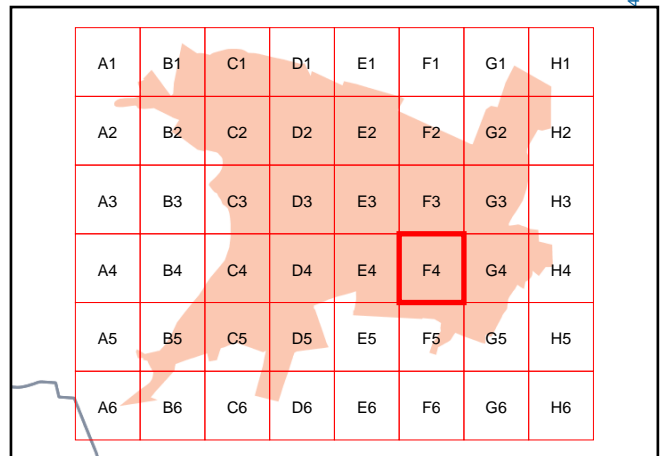 A1 B1 C1 D1 E1 F1 G1 H1
A2 B2 C2 D2 E2 F2 G2 H2
A3 B3 C3 D3 E3 F3 G3 H3
A4 B4 C4 D4 E4 F4 G4 H4
A5 B5 C5 D5 E5 F5 G5 H5
A6 B6 C6 D6 E6 F6 G6 H6